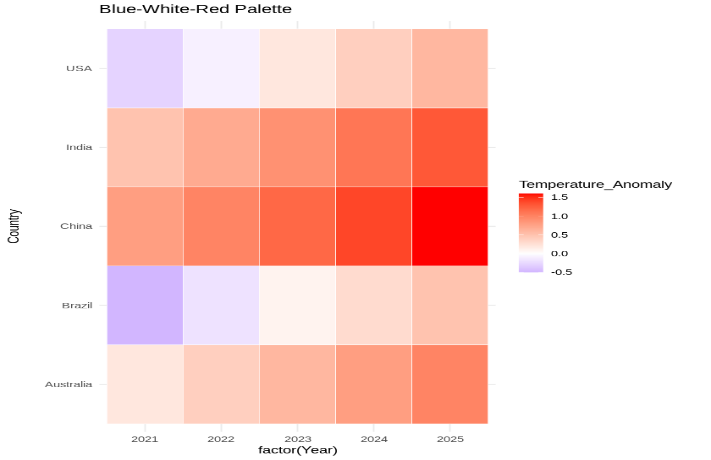 Blue-White-Red Palette
USA
India
China
Brazil
Australia
Country
2021 2022 2023 2024 2025
factor(Year)
Temperature_Anomaly
1.5
1.0
0.5
0.0
-0.5